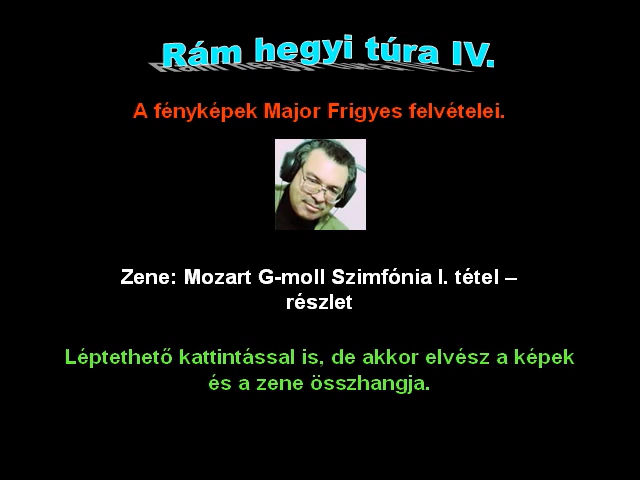 Rám hegyi túra IV.
A fényképek Major Frigyes felvételei.
Zene: Mozart G-moll Szimfónia I. tétel –
részlet
Léptethető kattintással is, de akkor elvész a képek
és a zene összhangja.